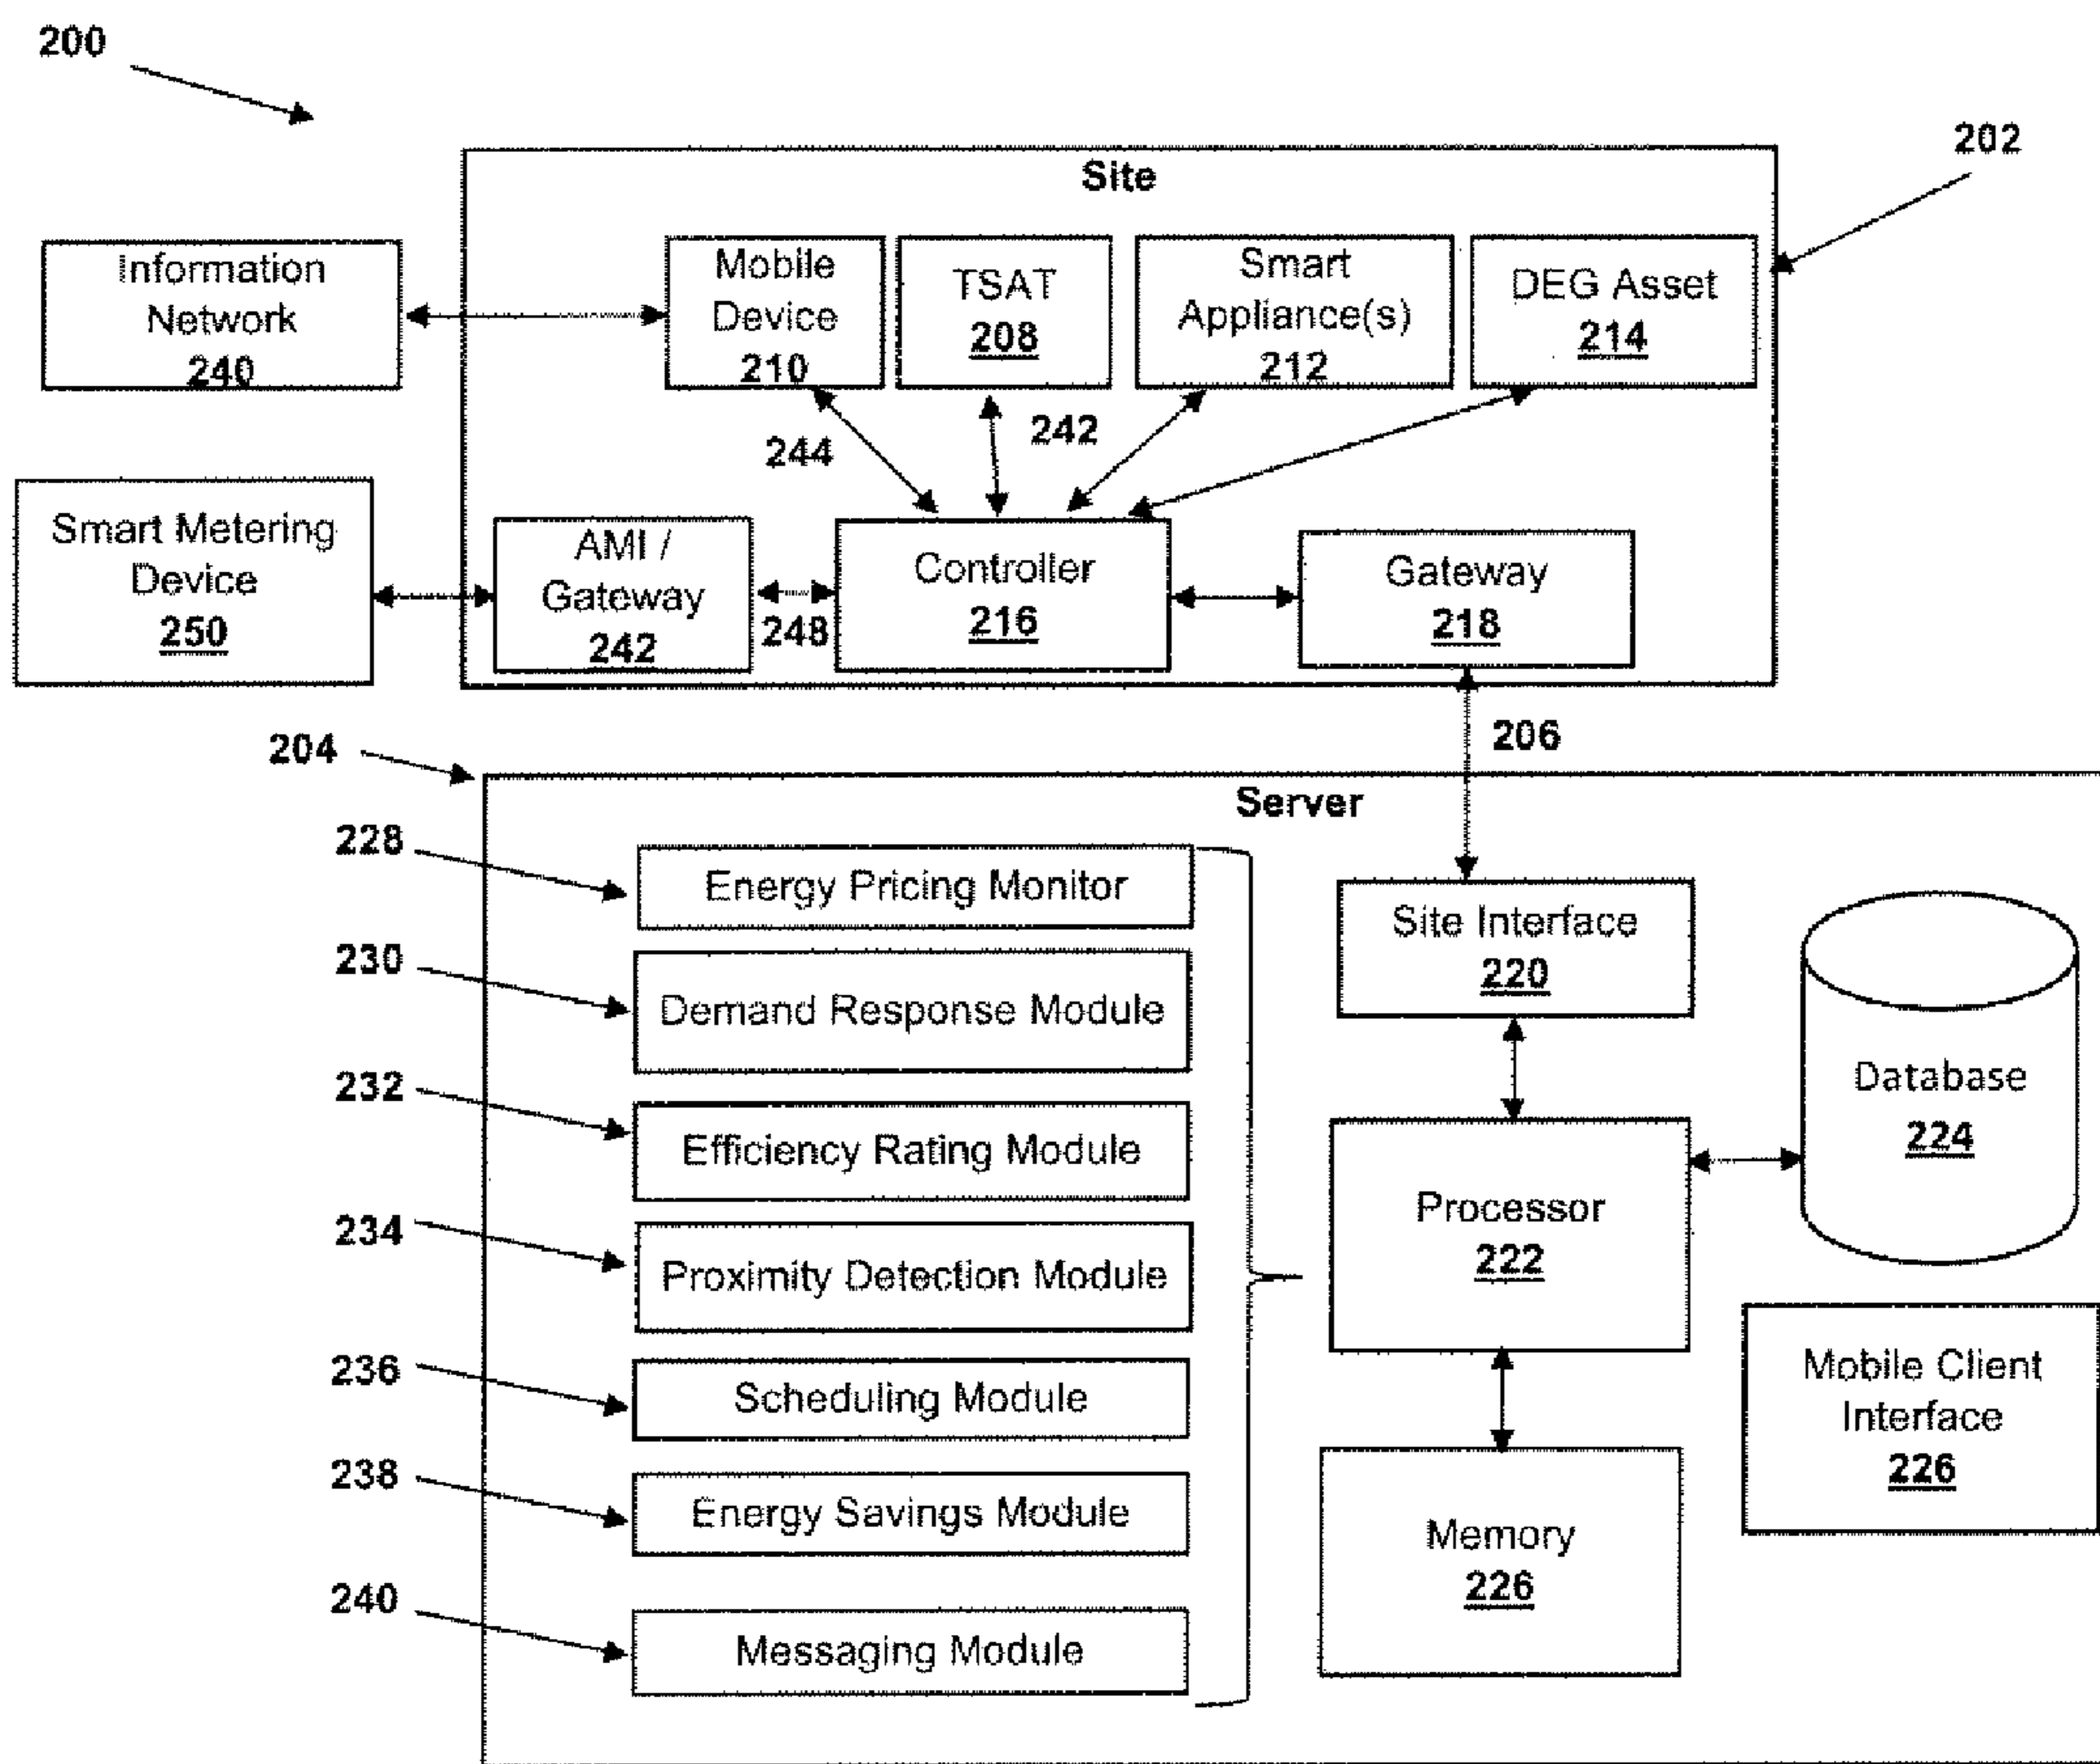 200
202
Site
Information
Network
240
Mobile
Device
210
TSAT
208
Smart
Appliance(s)
212
DEG Asset
214
244
242
Smart Metering
Device
250
AMI /
Gateway
242
248
Controller
216
Gateway
218
206
204
Server
228
Energy Pricing Monitor
230
Demand Response Module
232
Efficiency Rating Module
234
Proximity Detection Module
236
Scheduling Module
238
Energy Savings Module
240
Messaging Module
Site Interface
220
Processor
222
Database
224
Mobile Client
Interface
226
Memory
226